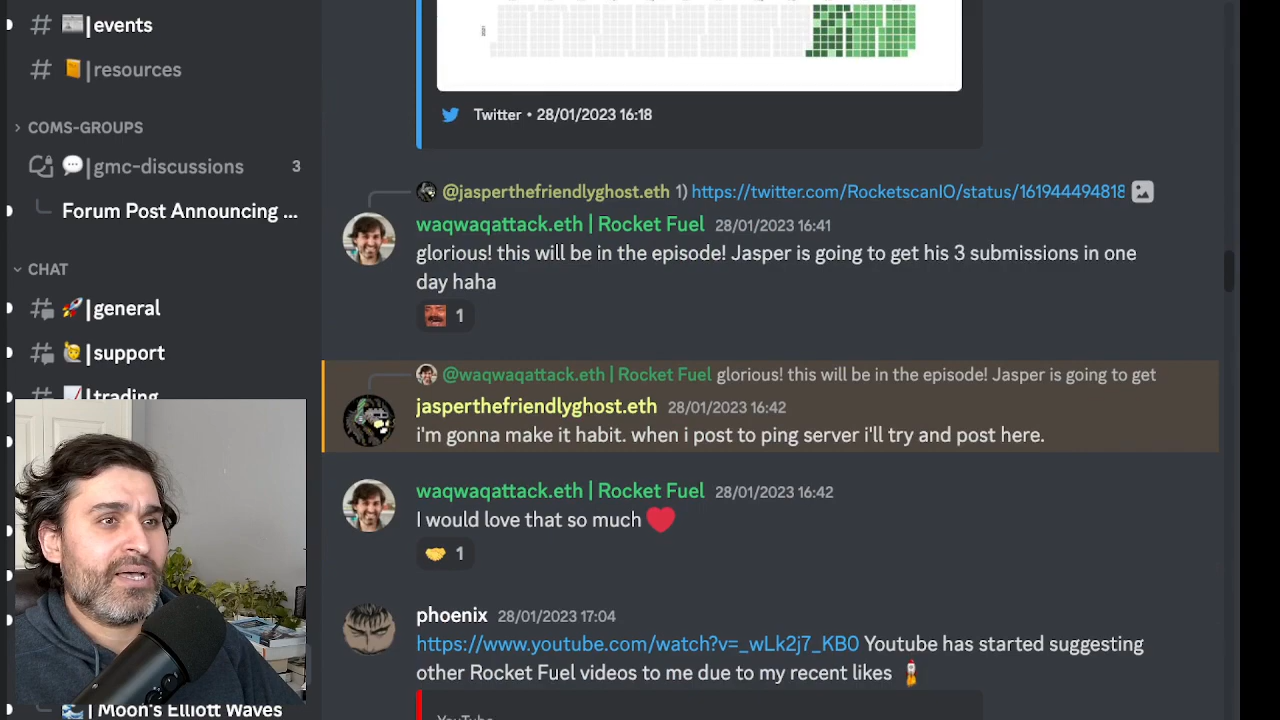 events
resources
COMS-GROUPS
gmc-discussions
3
Forum Post Announcing ...
CHAT
general
support
trading
Moon's Elliott Waves
Twitter • 28/01/2023 16:18
@jasperthefriendlyghost.eth 1) https://twitter.com/RocketscanIO/status/161944494818
waqwaqattack.eth | Rocket Fuel 28/01/2023 16:41
glorious! this will be in the episode! Jasper is going to get his 3 submissions in one
day haha
1
@waqwaqattack.eth | Rocket Fuel glorious! this will be in the episode! Jasper is going to get
jasperthefriendlyghost.eth 28/01/2023 16:42
i'm gonna make it habit. when i post to ping server i'll try and post here.
waqwaqattack.eth | Rocket Fuel 28/01/2023 16:42
I would love that so much
1
phoenix 28/01/2023 17:04
https://www.youtube.com/watch?v=_wLk2j7_KB0 Youtube has started suggesting
other Rocket Fuel videos to me due to my recent likes
YouTube